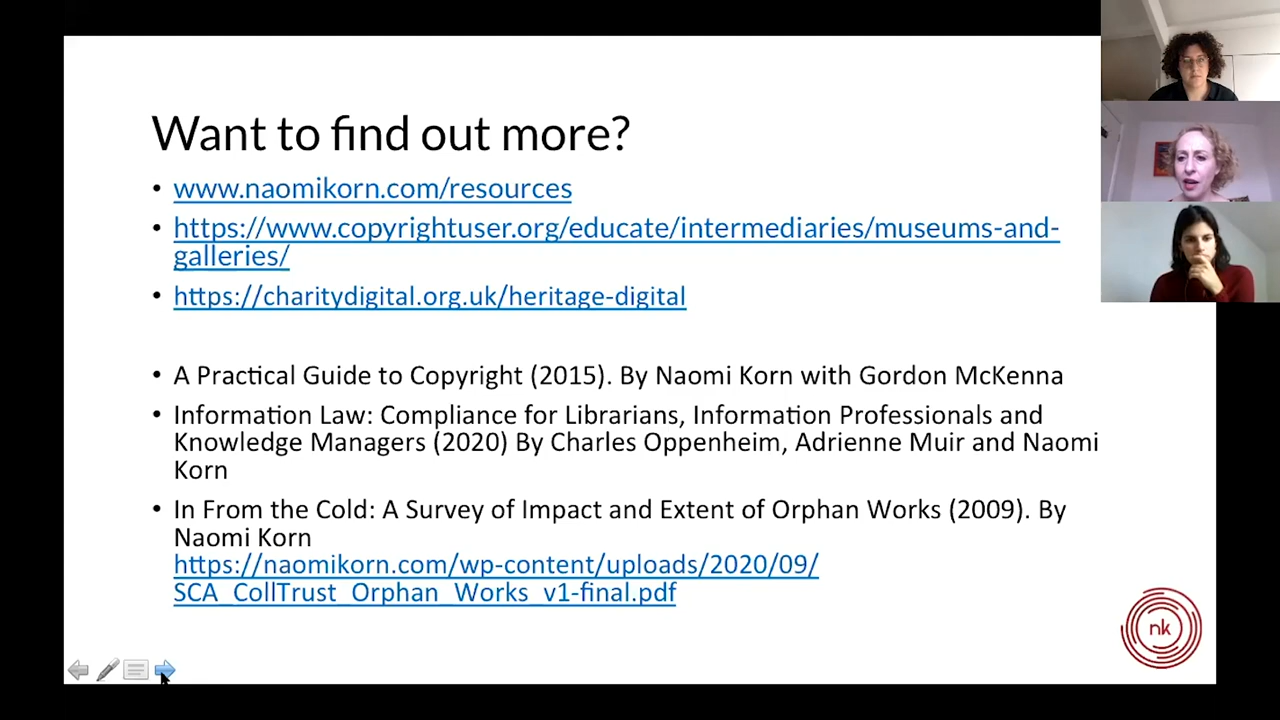 Want to find out more?
• www.naomikorn.com/resources
• https://www.copyrightuser.org/educate/intermediaries/museums-and-
galleries/
• https://charitydigital.org.uk/heritage-digital
• A Practical Guide to Copyright (2015). By Naomi Korn with Gordon McKenna
• Information Law: Compliance for Librarians, Information Professionals and
Knowledge Managers (2020) By Charles Oppenheim, Adrienne Muir and Naomi
Korn
• In From the Cold: A Survey of Impact and Extent of Orphan Works (2009). By
Naomi Korn
https://naomikorn.com/wp-content/uploads/2020/09/
SCA_CollTrust_Orphan_Works_v1-final.pdf
nk